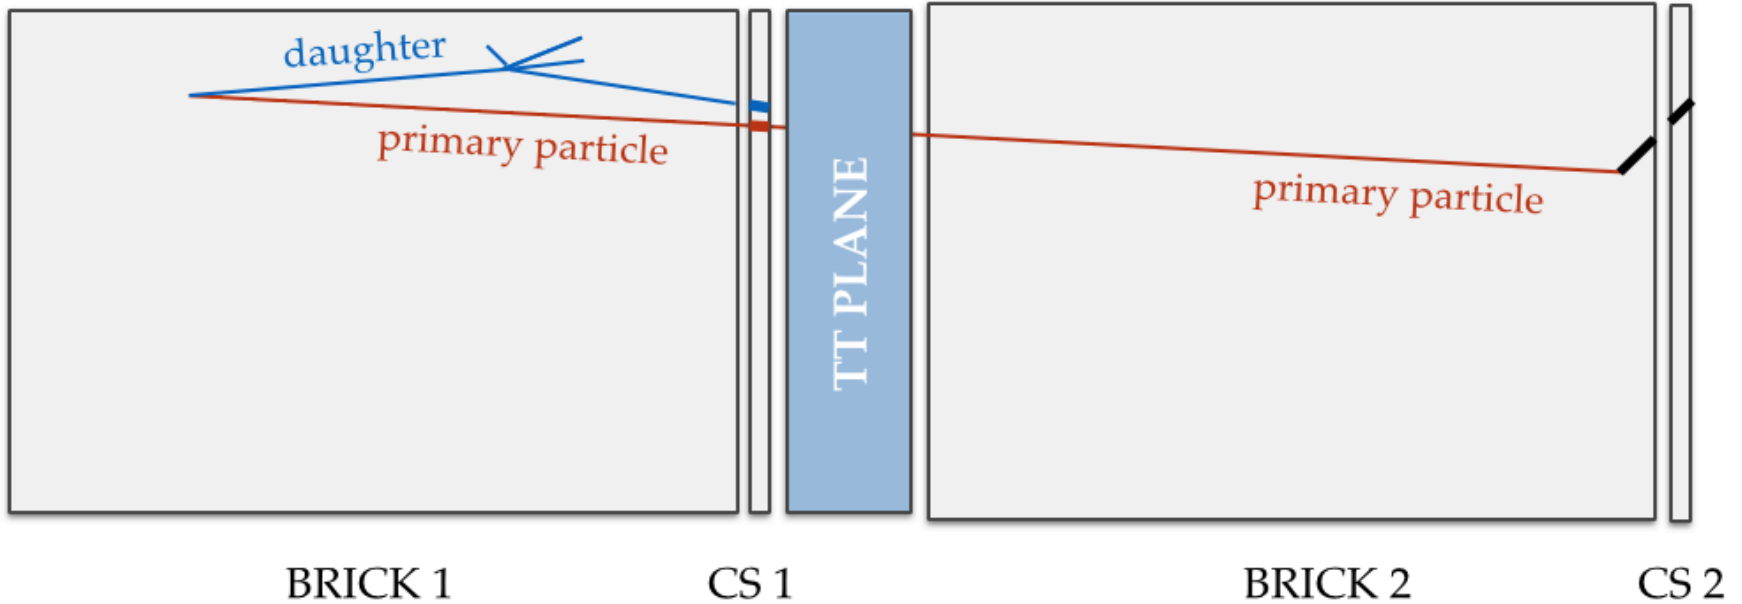 daughter
primary particle
TT PLANE
primary particle
BRICK 1
CS 1
BRICK 2
CS 2